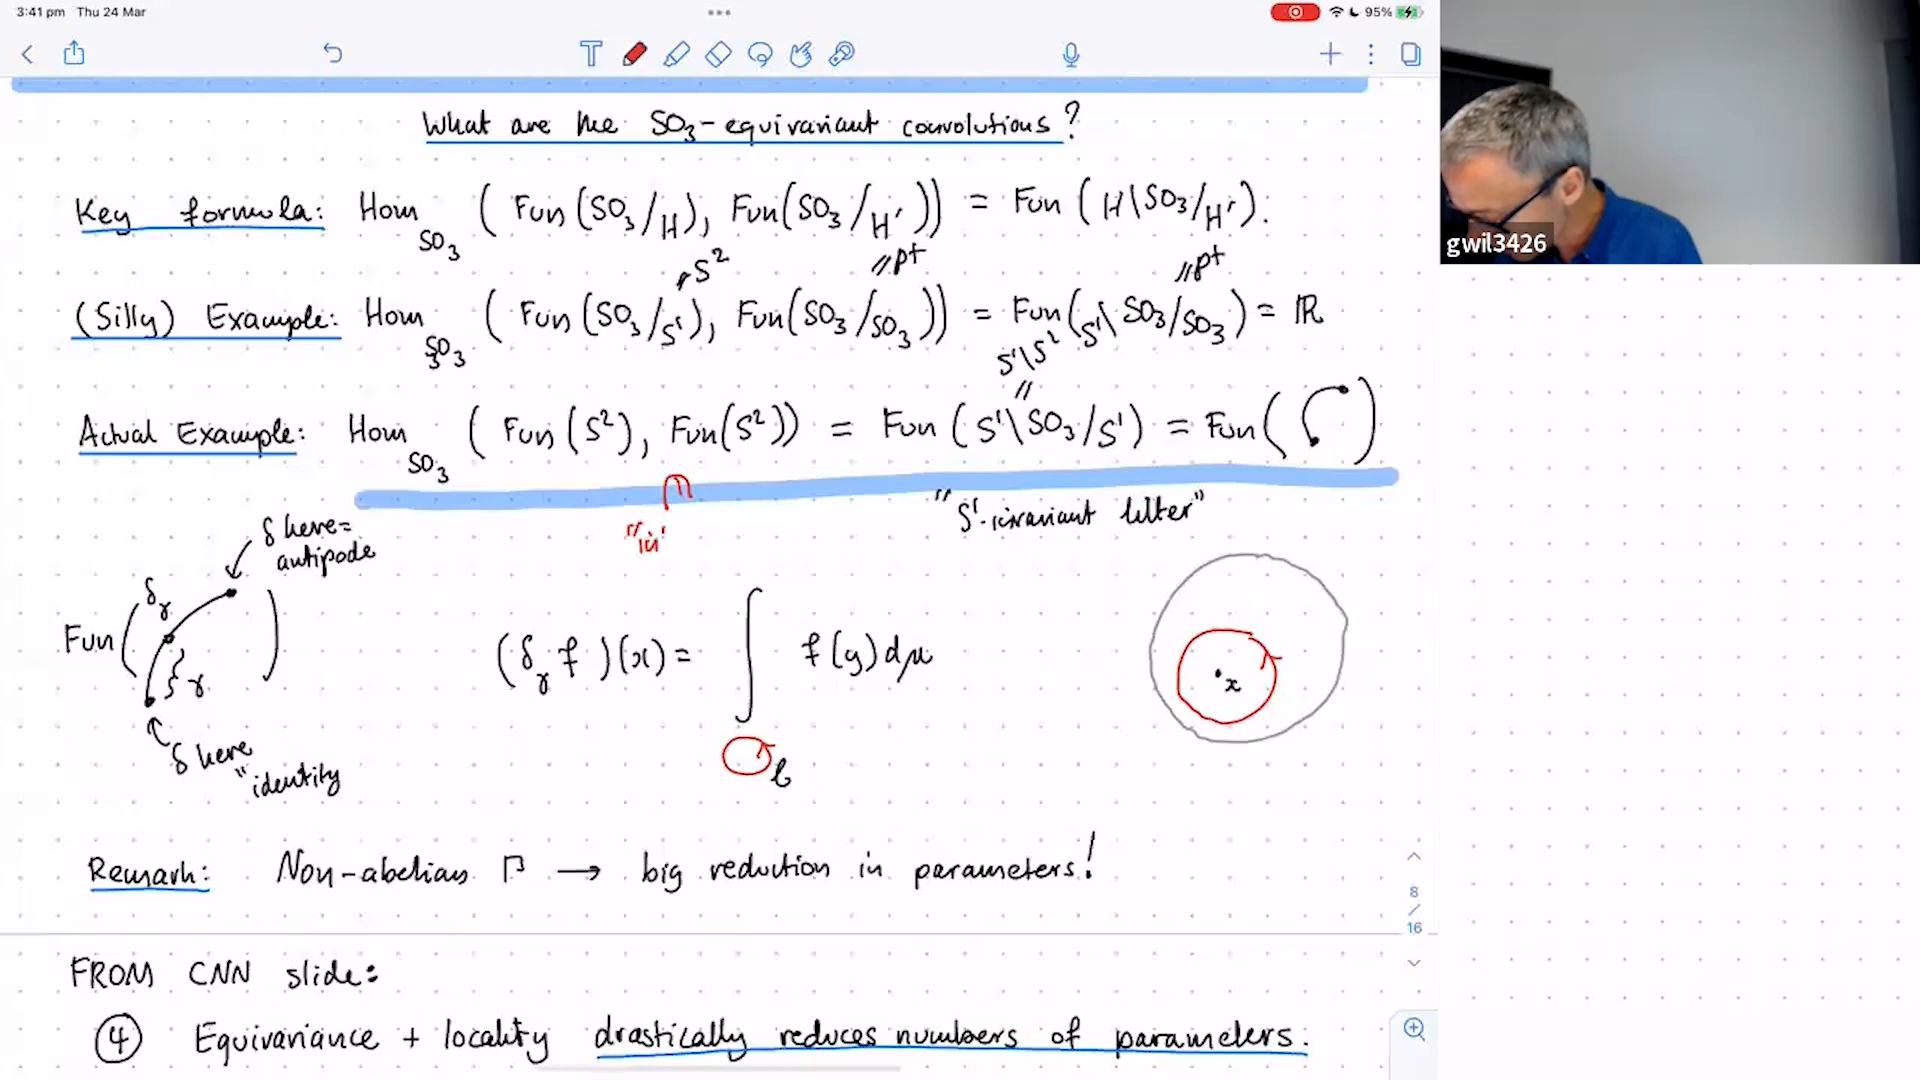 3:41 pm Thu 24 Mar
95%
gwil3426
What are the SO₃-equivariant convolutions?
Key formula: Hom_SO₃ (Fun(SO₃/H), Fun(SO₃/H')) = Fun (H\SO₃/H').
S² pt pt
(Silly) Example: Hom_SO₃ (Fun(SO₃/S¹), Fun(SO₃/SO₃)) = Fun(S¹\SO₃/SO₃) = ℝ
S¹\S²
=
Actual Example: Hom_SO₃ (Fun(S²), Fun(S²)) = Fun (S¹\SO₃/S¹) = Fun ( )
"S¹-invariant filter"
δ here =
antipode
δ_γ
Fun ( )
γ
δ here
"identity
(δ_γ f)(x) = ∫ f(y) dμ
x
Remark: Non-abelian Γ → big reduction in parameters!
8
/
16
FROM CNN slide:
④ Equivariance + locality drastically reduces numbers of parameters.